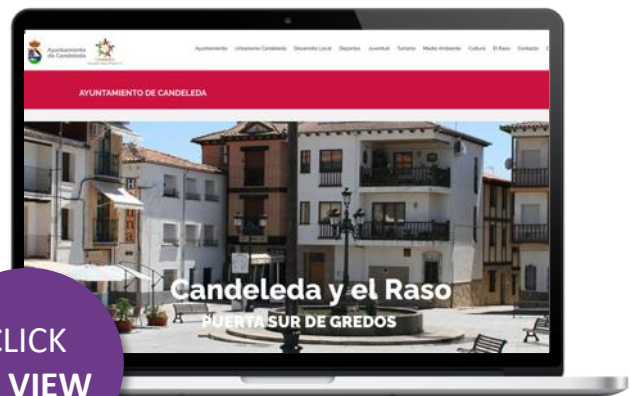 Ayuntamiento
de Candeleda
Ayuntamiento Urbanismo Candeleda Desarrollo Local Deportes Juventud Turismo Medio Ambiente Cultura El Raso Contacto
AYUNTAMIENTO DE CANDELEDA
Candeleda y el Raso
PUERTA SUR DE GREDOS
CLICK
VIEW